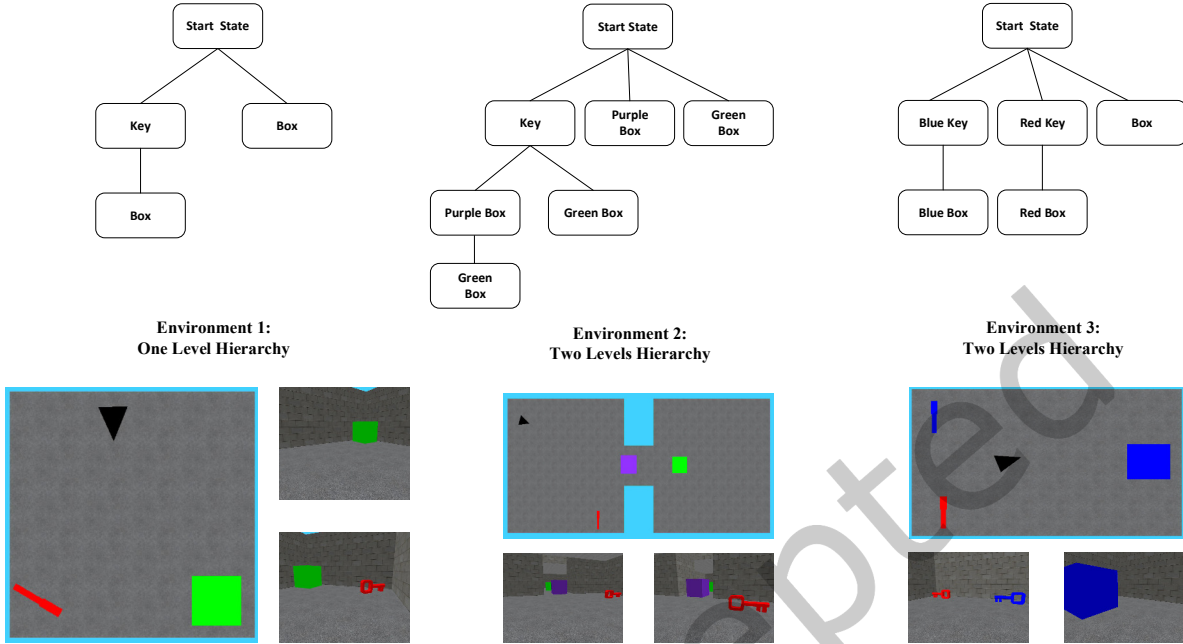 Start State
Key
Box
Box
Environment 1:
One Level Hierarchy
Start State
Key
Purple
Box
Green
Box
Purple Box
Green Box
Green
Box
Environment 2:
Two Levels Hierarchy
Start State
Blue Key
Red Key
Box
Blue Box
Red Box
Environment 3:
Two Levels Hierarchy
epted